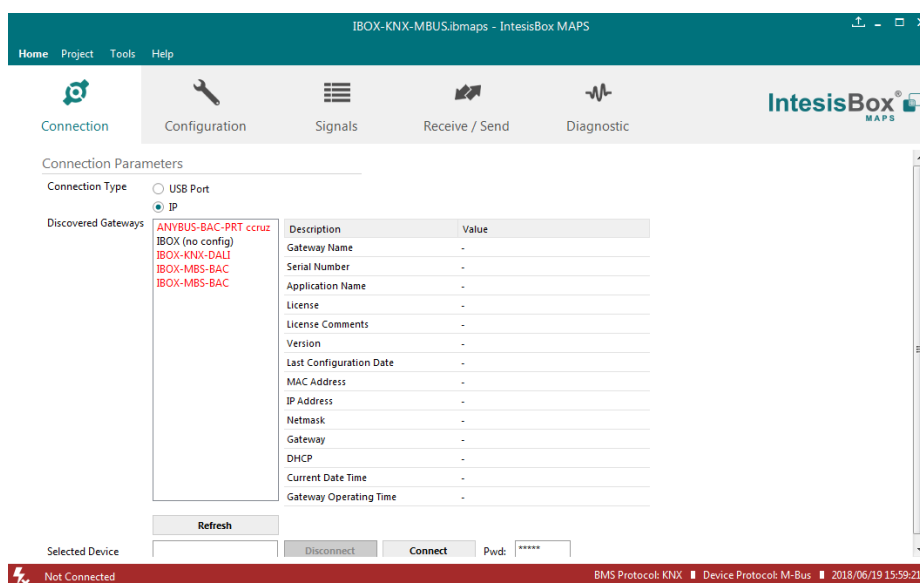 IBOX-KNX-MBUS.ibmaps - IntesisBox MAPS
Home Project Tools Help
Connection Configuration Signals Receive / Send Diagnostic
IntesisBox®
MAPS
Connection Parameters
Connection Type
USB Port
IP
Discovered Gateways
ANYBUS-BAC-PRT ccruz
IBOX (no config)
IBOX-KNX-DALI
IBOX-MBS-BAC
IBOX-MBS-BAC
Description Value
Gateway Name -
Serial Number -
Application Name -
License -
License Comments -
Version -
Last Configuration Date -
MAC Address -
IP Address -
Netmask -
Gateway -
DHCP -
Current Date Time -
Gateway Operating Time -
Refresh
Selected Device Disconnect Connect Pwd: *****
Not Connected BMS Protocol: KNX Device Protocol: M-Bus 2018/06/19 15:59:21